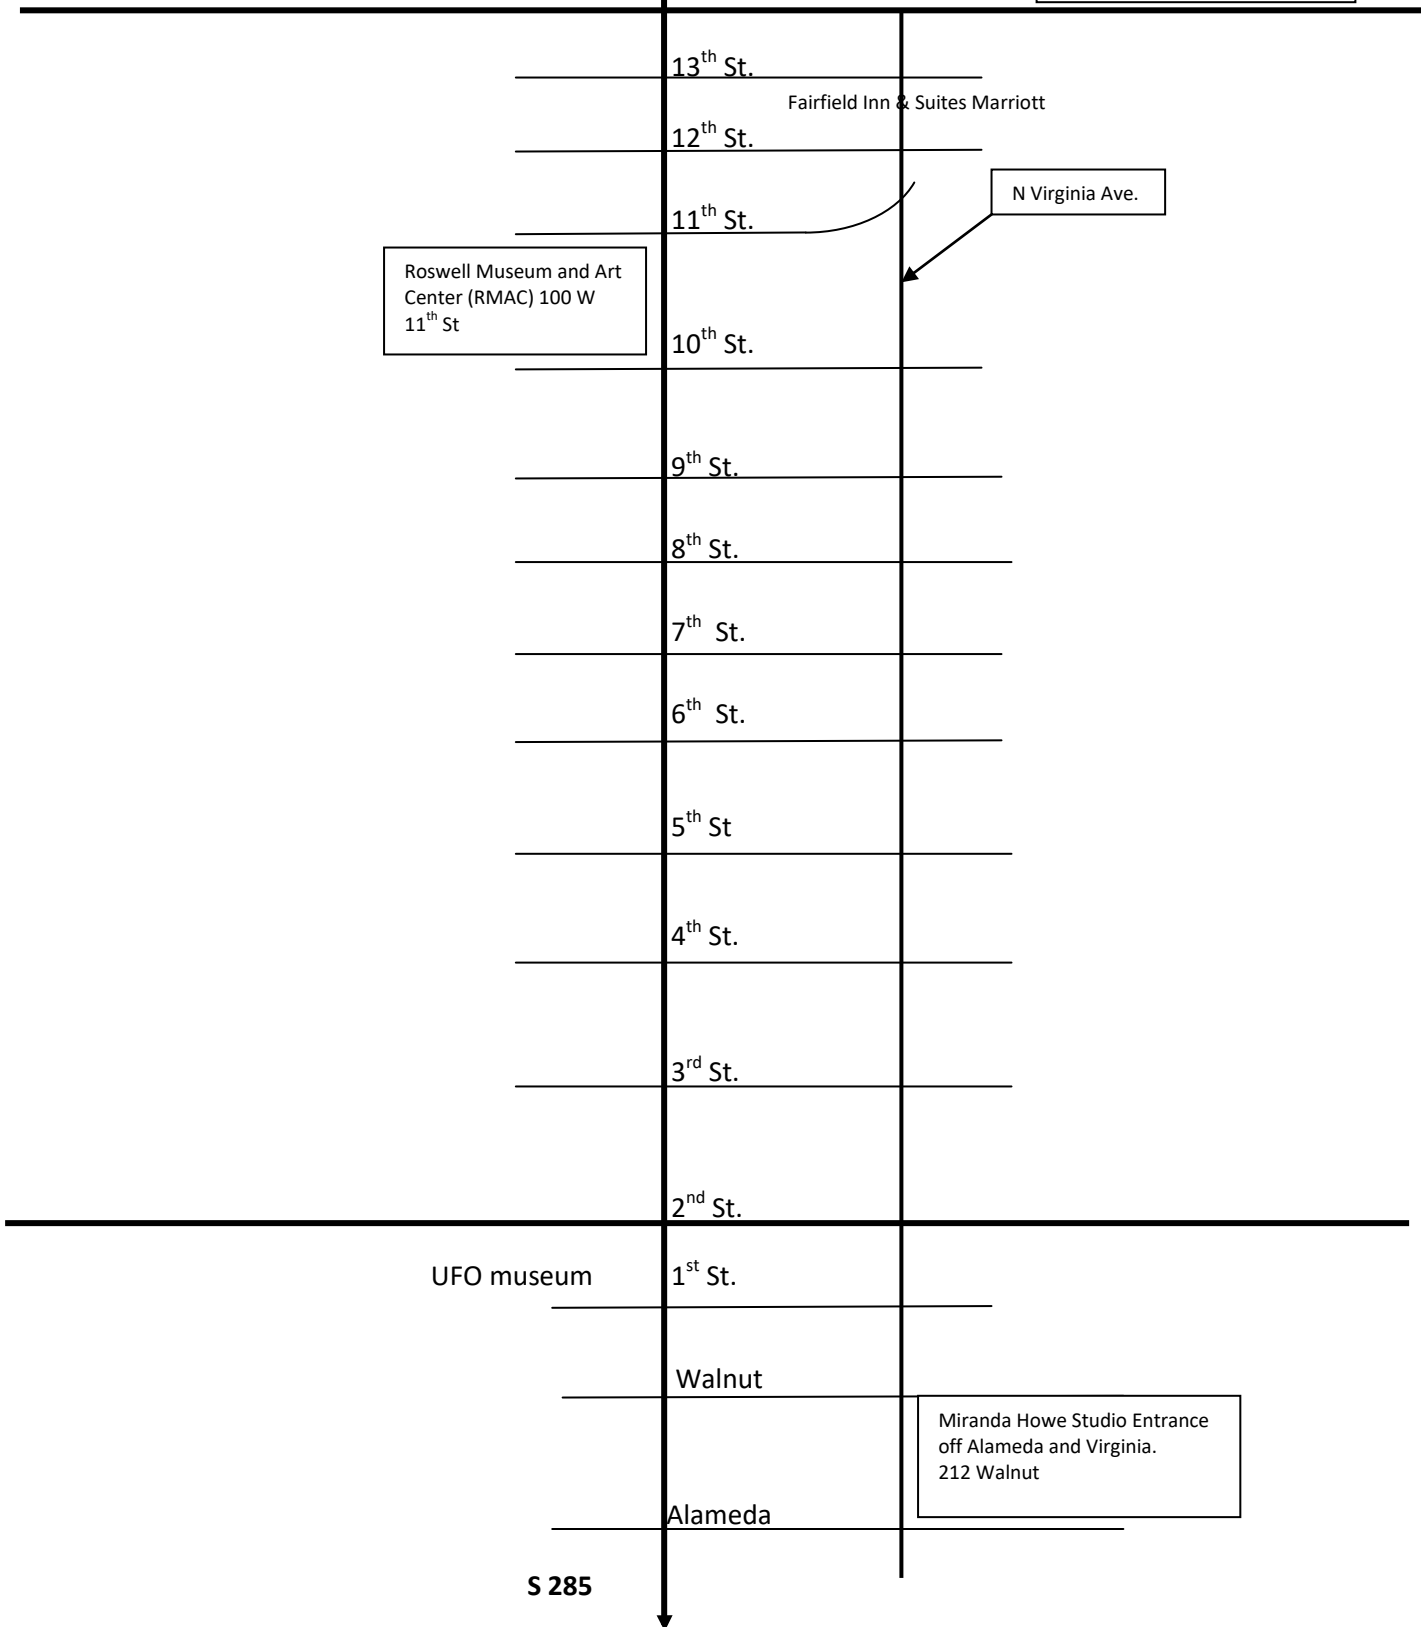 13th St.
Fairfield Inn & Suites Marriott
12th St.
N Virginia Ave.
11th St.
Roswell Museum and Art
Center (RMAC) 100 W
11th St
10th St.
9th St.
8th St.
7th St.
6th St.
5th St
4th St.
3rd St.
2nd St.
UFO museum
1st St.
Walnut
Miranda Howe Studio Entrance
off Alameda and Virginia.
212 Walnut
Alameda
S 285